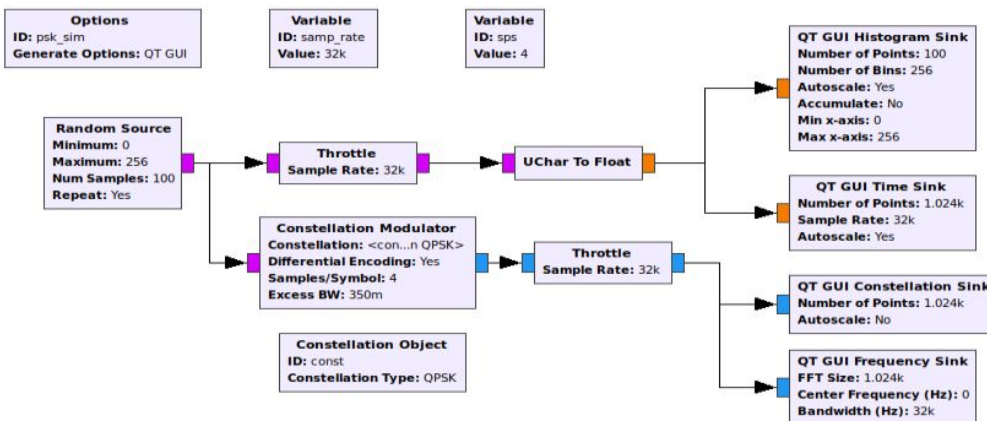 Options
ID: psk_sim
Generate Options: QT GUI
Variable
ID: samp_rate
Value: 32k
Variable
ID: sps
Value: 4
QT GUI Histogram Sink
Number of Points: 100
Number of Bins: 256
Autoscale: Yes
Accumulate: No
Min x-axis: 0
Max x-axis: 256
Random Source
Minimum: 0
Maximum: 256
Num Samples: 100
Repeat: Yes
Throttle
Sample Rate: 32k
UChar To Float
QT GUI Time Sink
Number of Points: 1.024k
Sample Rate: 32k
Autoscale: Yes
Constellation Modulator
Constellation: <con...n QPSK>
Differential Encoding: Yes
Samples/Symbol: 4
Excess BW: 350m
Throttle
Sample Rate: 32k
QT GUI Constellation Sink
Number of Points: 1.024k
Autoscale: No
Constellation Object
ID: const
Constellation Type: QPSK
QT GUI Frequency Sink
FFT Size: 1.024k
Center Frequency (Hz): 0
Bandwidth (Hz): 32k